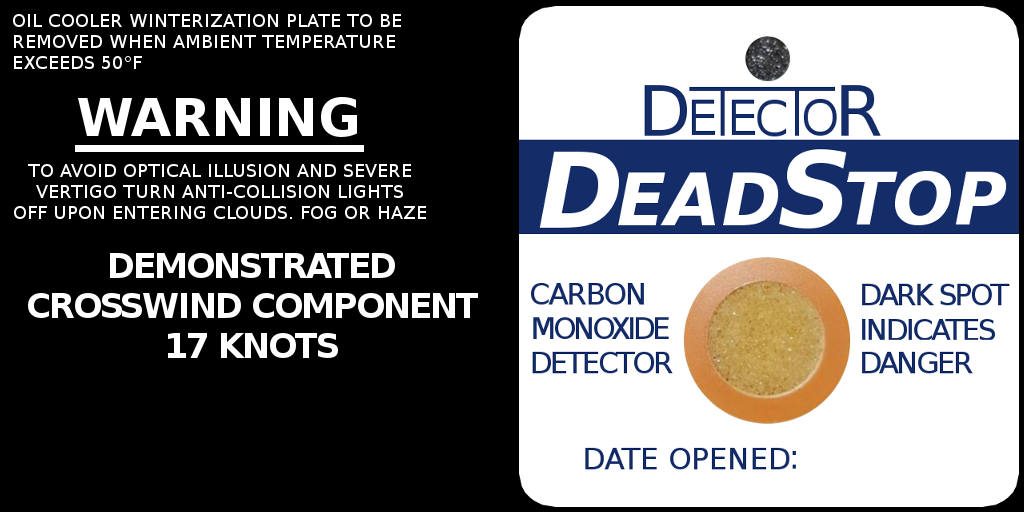 OIL COOLER WINTERIZATION PLATE TO BE
REMOVED WHEN AMBIENT TEMPERATURE
EXCEEDS 50°F
WARNING
TO AVOID OPTICAL ILLUSION AND SEVERE
VERTIGO TURN ANTI-COLLISION LIGHTS
OFF UPON ENTERING CLOUDS. FOG OR HAZE
DEMONSTRATED
CROSSWIND COMPONENT
17 KNOTS
DETECTOR
DEADSTOP
CARBON
MONOXIDE
DETECTOR
DARK SPOT
INDICATES
DANGER
DATE OPENED: